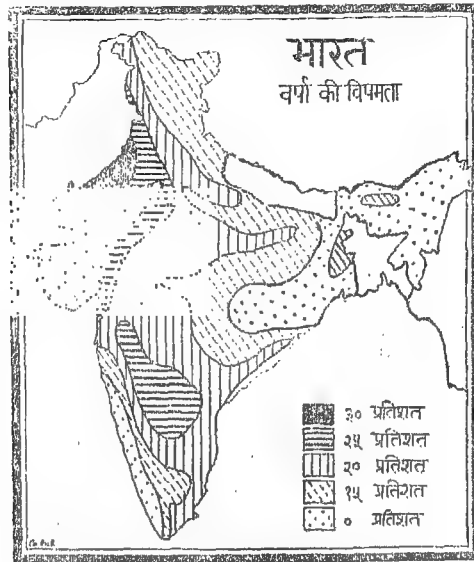 भारत
वर्षा की विषमता
३० प्रतिशत
२५ प्रतिशत
२० प्रतिशत
१५ प्रतिशत
० प्रतिशत